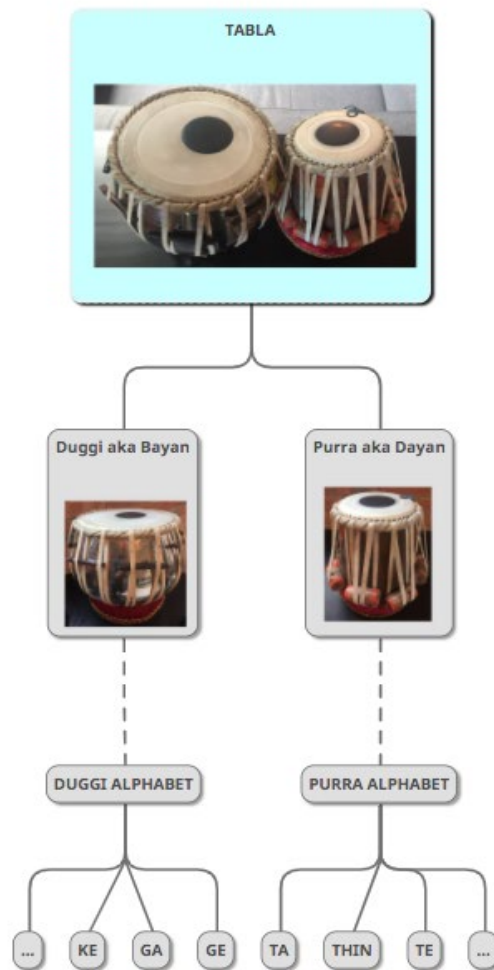 TABLA
Duggi aka Bayan
Purra aka Dayan
DUGGI ALPHABET
PURRA ALPHABET
...
KE
GA
GE
TA
THIN
TE
...